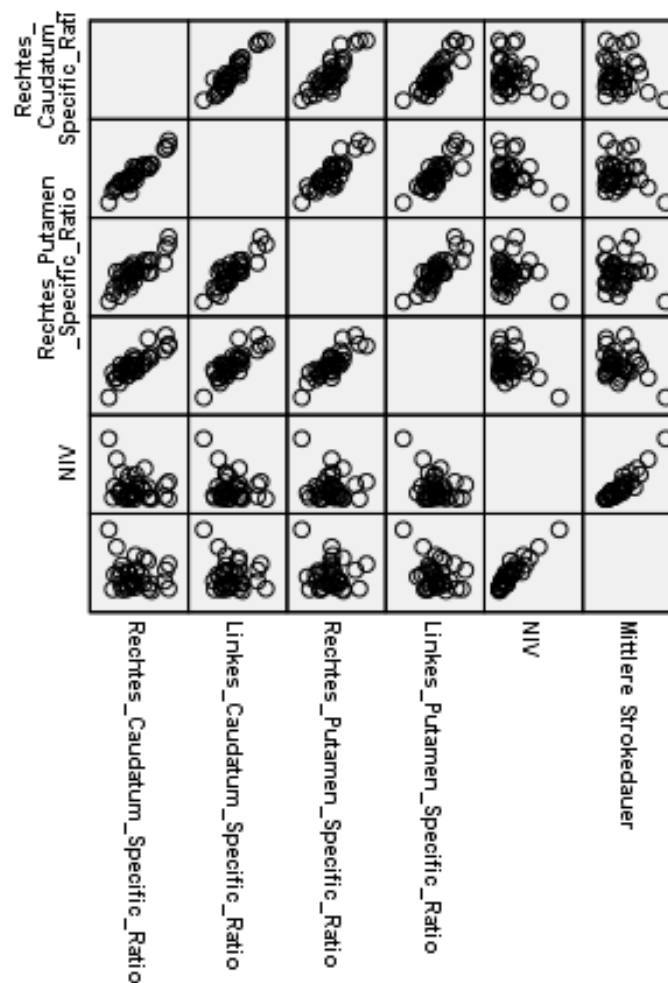 Rechtes_
Caudatum_
Specific_Rati
Rechtes_Putamen
_Specific_Ratio
NIV
Rechtes_Caudatum_Specific_Ratio
Linkes_Caudatum_Specific_Ratio
Rechtes_Putamen_Specific_Ratio
Linkes_Putamen_Specific_Ratio
NIV
Mittlere Strokedauer